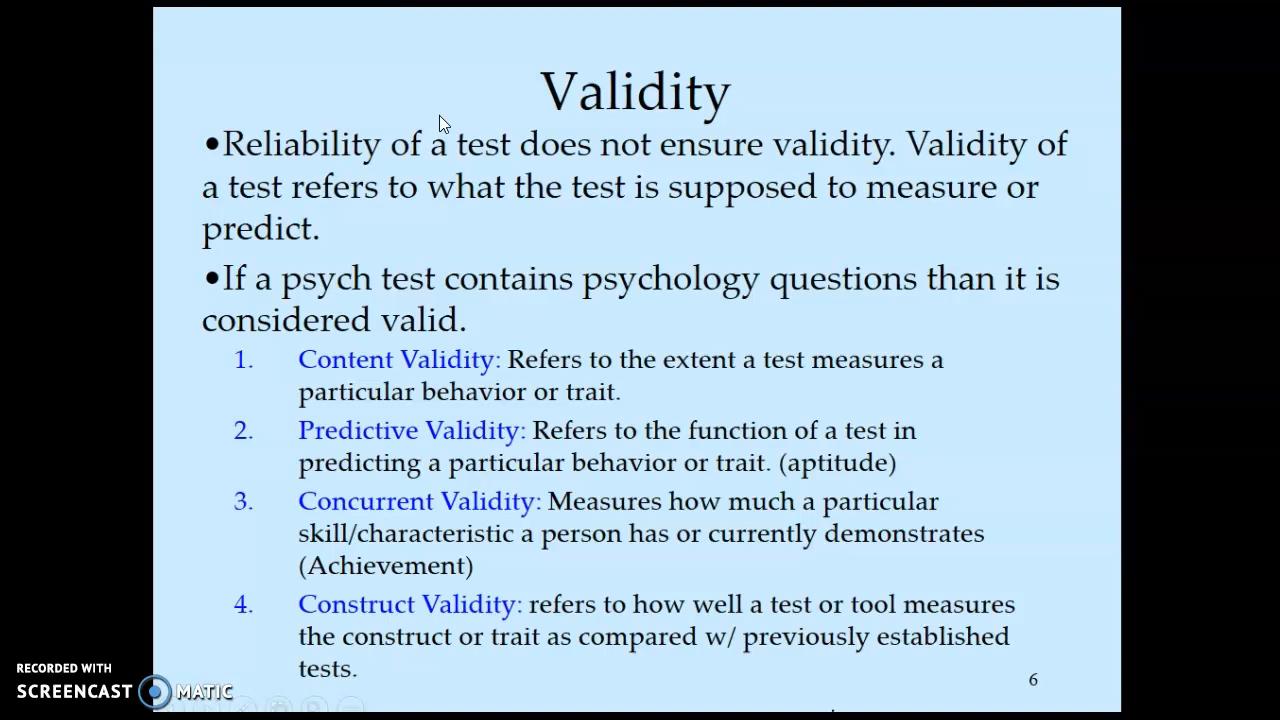 Validity
•Reliability of a test does not ensure validity. Validity of
a test refers to what the test is supposed to measure or
predict.
•If a psych test contains psychology questions than it is
considered valid.
1. Content Validity: Refers to the extent a test measures a
particular behavior or trait.
2. Predictive Validity: Refers to the function of a test in
predicting a particular behavior or trait. (aptitude)
3. Concurrent Validity: Measures how much a particular
skill/characteristic a person has or currently demonstrates
(Achievement)
4. Construct Validity: refers to how well a test or tool measures
the construct or trait as compared w/ previously established
tests.
6
RECORDED WITH
SCREENCAST MATIC